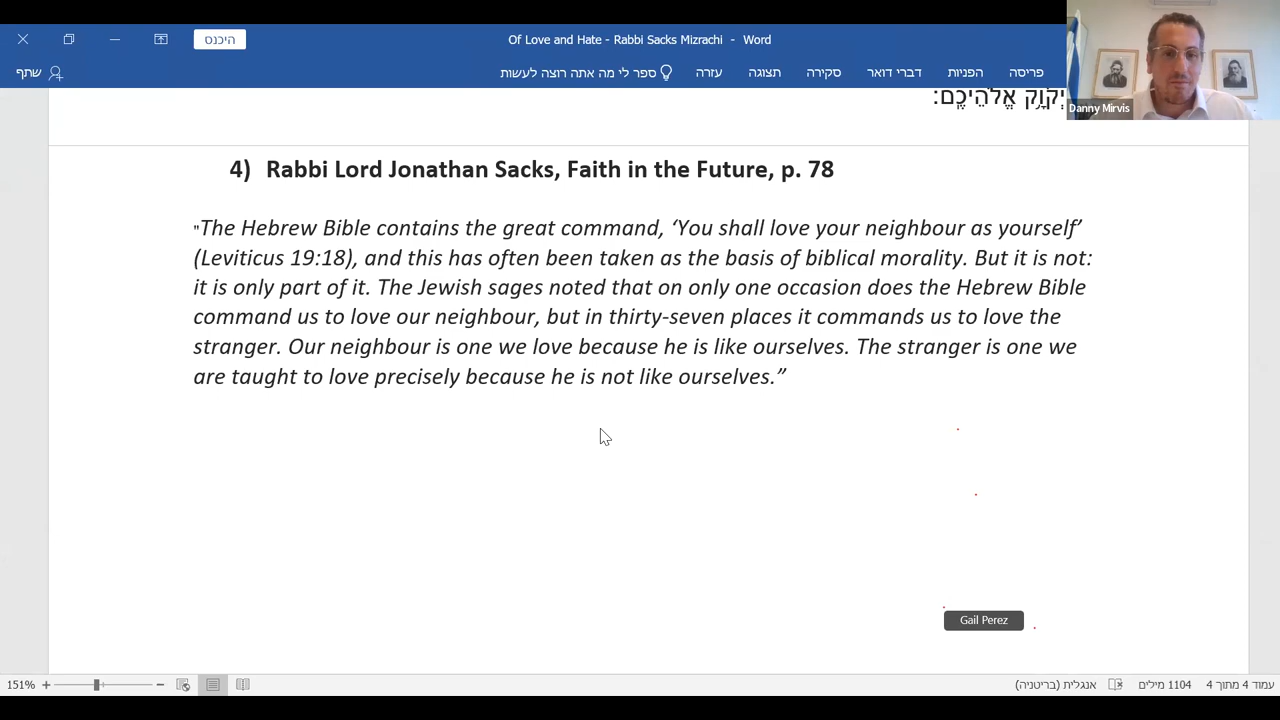 Of Love and Hate - Rabbi Sacks Mizrachi - Word
היכנס
פריסה הפניות דברי דואר סקירה תצוגה עזרה ספר לי מה אתה רוצה לעשות שתף
Danny Mirvis
יְקֹוָ֥ק אֱלֹהֵיכֶֽם׃
4) Rabbi Lord Jonathan Sacks, Faith in the Future, p. 78
"The Hebrew Bible contains the great command, ‘You shall love your neighbour as yourself’
(Leviticus 19:18), and this has often been taken as the basis of biblical morality. But it is not:
it is only part of it. The Jewish sages noted that on only one occasion does the Hebrew Bible
command us to love our neighbour, but in thirty-seven places it commands us to love the
stranger. Our neighbour is one we love because he is like ourselves. The stranger is one we
are taught to love precisely because he is not like ourselves.”
Gail Perez
עמוד 4 מתוך 4 1104 מילים אנגלית (בריטניה) 151%